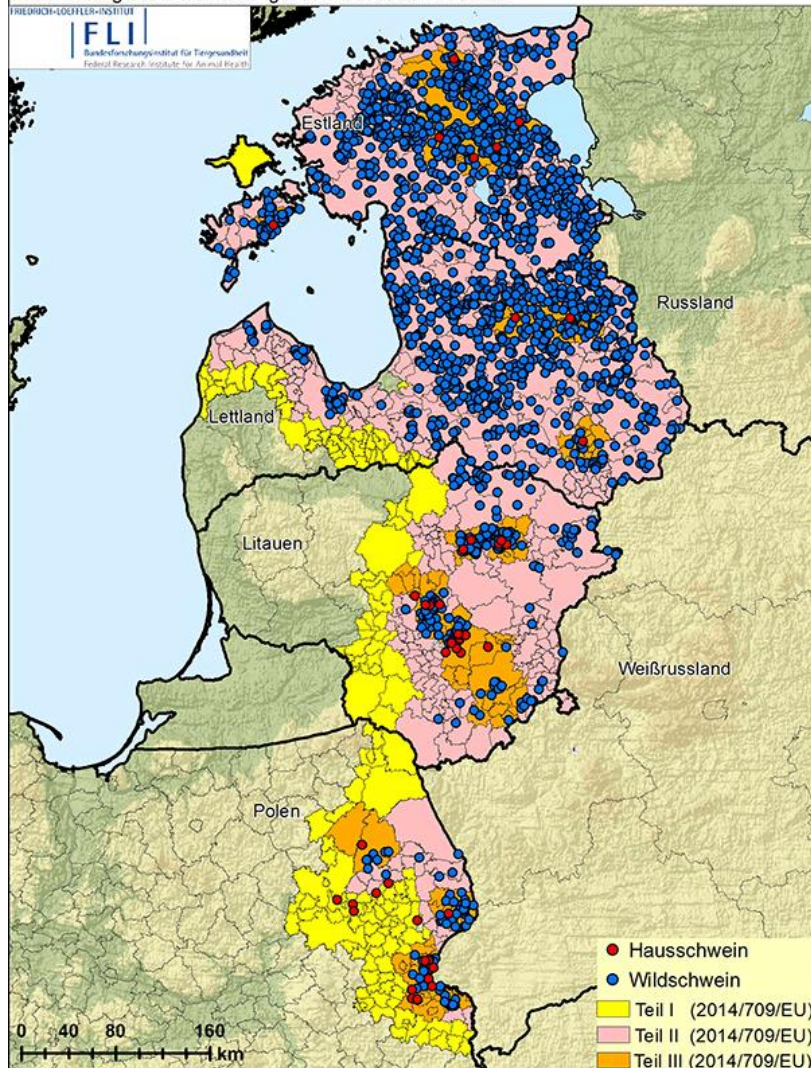 FRIEDRICH-LOEFFLER-INSTITUT
FLI
Bundesforschungsinstitut für Tiergesundheit
Federal Research Institute for Animal Health
Estland
Russland
Lettland
Litauen
Weißrussland
Polen
Hausschwein
Wildschwein
Teil I (2014/709/EU)
Teil II (2014/709/EU)
Teil III (2014/709/EU)
0 40 80 160
km